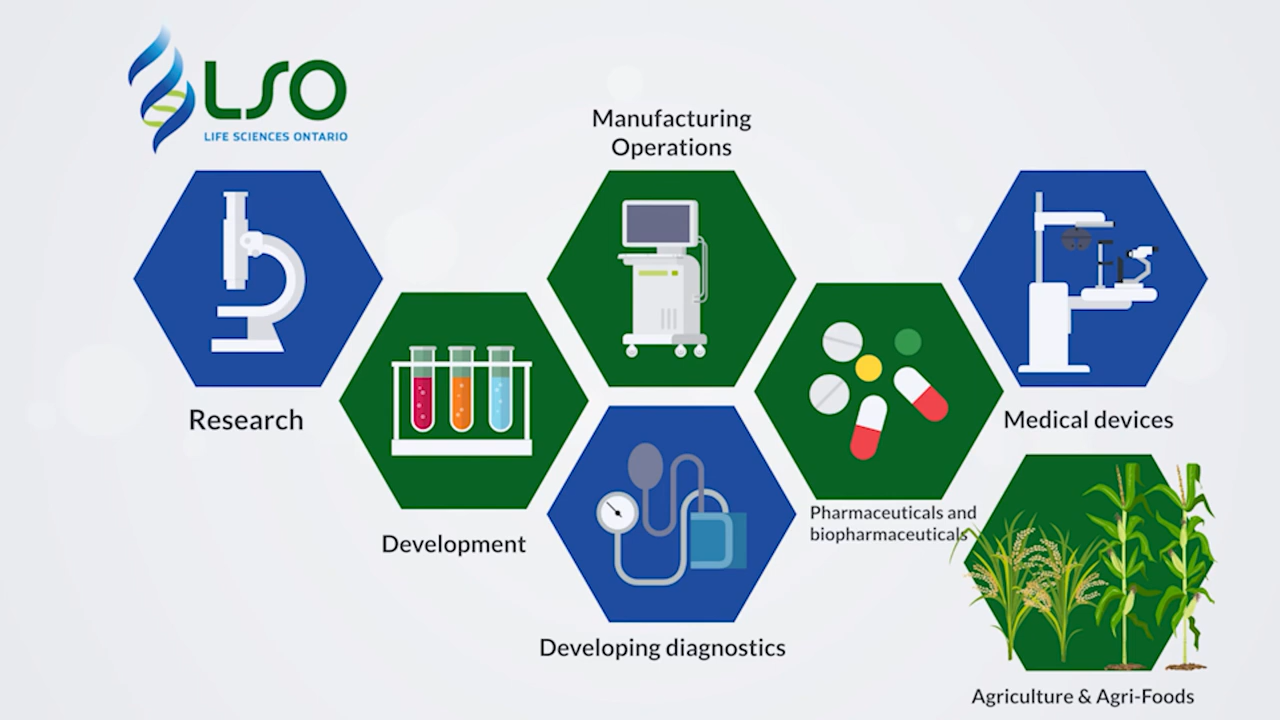 LSO
LIFE SCIENCES ONTARIO
Manufacturing
Operations
Research
Medical devices
Development
Pharmaceuticals and
biopharmaceuticals
Developing diagnostics
Agriculture & Agri-Foods